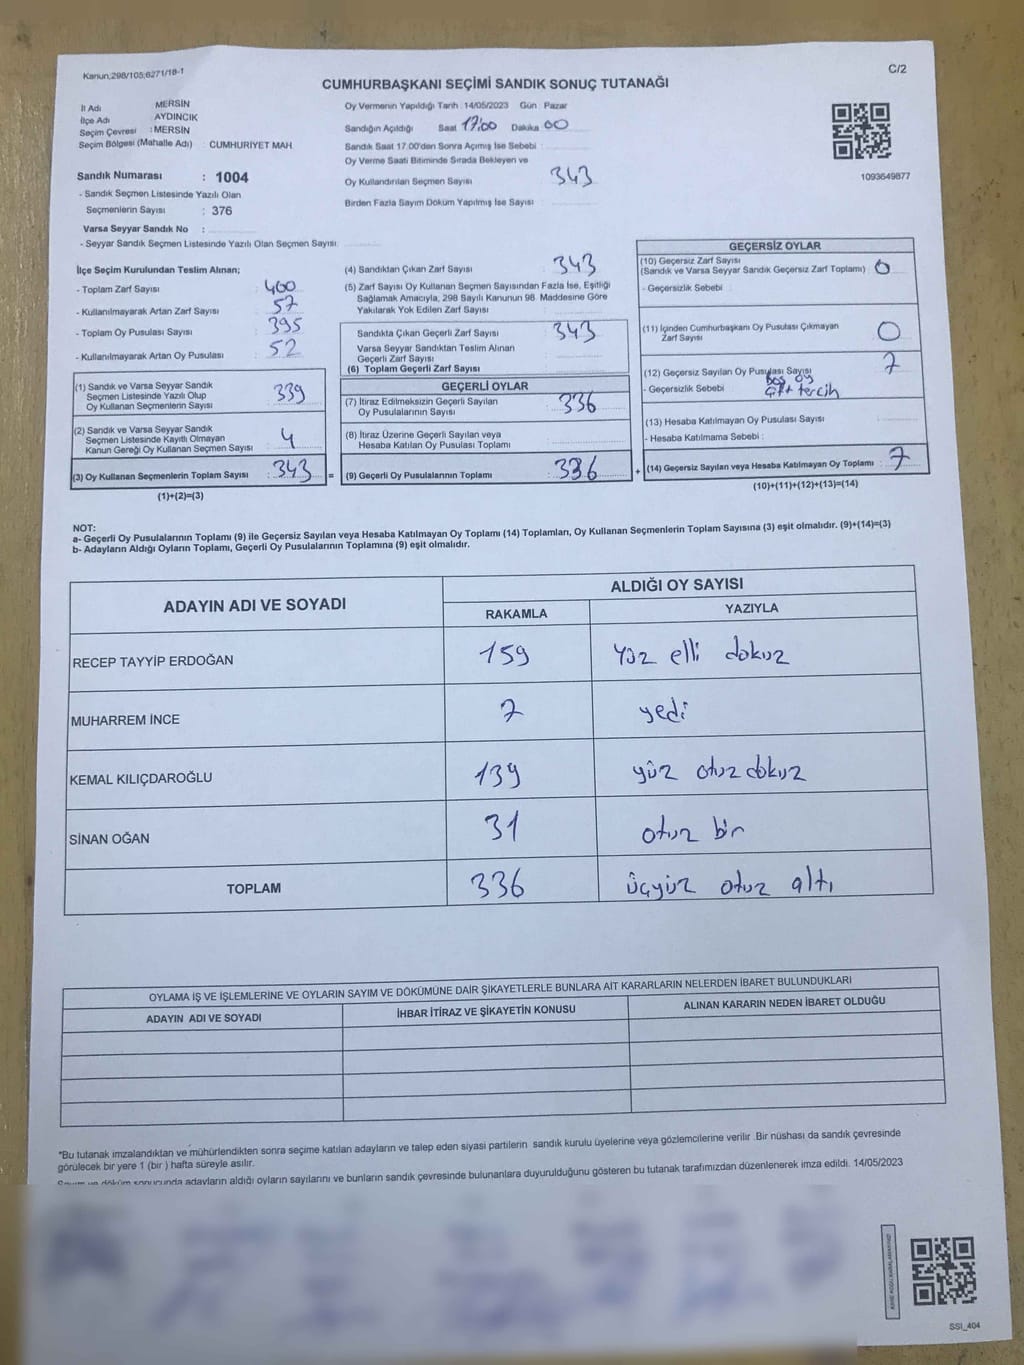 Kanun;298/105;6271/18-1
C/2
CUMHURBAŞKANI SEÇİMİ SANDIK SONUÇ TUTANAĞI
İl Adı MERSİN
İlçe Adı AYDINCIK
Seçim Çevresi : MERSİN
Seçim Bölgesi (Mahalle Adı) : CUMHURİYET MAH.
Sandık Numarası : 1004
- Sandık Seçmen Listesinde Yazılı Olan
Seçmenlerin Sayısı : 376
Varsa Seyyar Sandık No :
- Seyyar Sandık Seçmen Listesinde Yazılı Olan Seçmen Sayısı:
Oy Vermenin Yapıldığı Tarih : 14/05/2023 Gün : Pazar
Sandığın Açıldığı Saat 17:00 Dakika 00
Sandık Saat 17.00'den Sonra Açımış İse Sebebi :
Oy Verme Saati Bitiminde Sırada Bekleyen ve
Oy Kullandırılan Seçmen Sayısı 343
Birden Fazla Sayım Döküm Yapılmış İse Sayısı :
1093649877
İlçe Seçim Kurulundan Teslim Alınan;
- Toplam Zarf Sayısı : 400
- Kullanılmayarak Artan Zarf Sayısı : 57
- Toplam Oy Pusulası Sayısı : 395
- Kullanılmayarak Artan Oy Pusulası : 52
(1) Sandık ve Varsa Seyyar Sandık
Seçmen Listesinde Yazılı Olup
Oy Kullanan Seçmenlerin Sayısı : 339
(2) Sandık ve Varsa Seyyar Sandık
Seçmen Listesinde Kayıtlı Olmayan
Kanun Gereği Oy Kullanan Seçmen Sayısı : 4
(3) Oy Kullanan Seçmenlerin Toplam Sayısı : 343
(1)+(2)=(3)
(4) Sandıktan Çıkan Zarf Sayısı : 343
(5) Zarf Sayısı Oy Kullanan Seçmen Sayısından Fazla İse, Eşitliği
Sağlamak Amacıyla, 298 Sayılı Kanunun 98. Maddesine Göre
Yakılarak Yok Edilen Zarf Sayısı :
Sandıkta Çıkan Geçerli Zarf Sayısı : 343
Varsa Seyyar Sandıktan Teslim Alınan
Geçerli Zarf Sayısı :
(6) Toplam Geçerli Zarf Sayısı :
GEÇERLİ OYLAR
(7) İtiraz Edilmeksizin Geçerli Sayılan
Oy Pusulalarının Sayısı : 336
(8) İtiraz Üzerine Geçerli Sayılan veya
Hesaba Katılan Oy Pusulası Toplamı :
= (9) Geçerli Oy Pusulalarının Toplamı : 336 +
GEÇERSİZ OYLAR
(10) Geçersiz Zarf Sayısı
(Sandık ve Varsa Seyyar Sandık Geçersiz Zarf Toplamı) : 0
- Geçersizlik Sebebi :
(11) İçinden Cumhurbaşkanı Oy Pusulası Çıkmayan
Zarf Sayısı : 0
(12) Geçersiz Sayılan Oy Pusulası Sayısı : 7
- Geçersizlik Sebebi : Boş oy
çift tercih
(13) Hesaba Katılmayan Oy Pusulası Sayısı :
- Hesaba Katılmama Sebebi :
(14) Geçersiz Sayılan veya Hesaba Katılmayan Oy Toplamı : 7
(10)+(11)+(12)+(13)=(14)
NOT:
a- Geçerli Oy Pusulalarının Toplamı (9) ile Geçersiz Sayılan veya Hesaba Katılmayan Oy Toplamı (14) Toplamları, Oy Kullanan Seçmenlerin Toplam Sayısına (3) eşit olmalıdır. (9)+(14)=(3)
b- Adayların Aldığı Oyların Toplamı, Geçerli Oy Pusulalarının Toplamına (9) eşit olmalıdır.
ADAYIN ADI VE SOYADI ALDIĞI OY SAYISI
RAKAMLA YAZIYLA
RECEP TAYYİP ERDOĞAN 159 yüz elli dokuz
MUHARREM İNCE 7 yedi
KEMAL KILIÇDAROĞLU 139 yüz otuz dokuz
SİNAN OĞAN 31 otuz bir
TOPLAM 336 üçyüz otuz altı
OYLAMA İŞ VE İŞLEMLERİNE VE OYLARIN SAYIM VE DÖKÜMÜNE DAİR ŞİKAYETLERLE BUNLARA AİT KARARLARIN NELERDEN İBARET BULUNDUKLARI
ADAYIN ADI VE SOYADI İHBAR İTİRAZ VE ŞİKAYETİN KONUSU ALINAN KARARIN NEDEN İBARET OLDUĞU
*Bu tutanak imzalandıktan ve mühürlendikten sonra seçime katılan adayların ve talep eden siyasi partilerin sandık kurulu üyelerine veya gözlemcilerine verilir .Bir nüshası da sandık çevresinde
görülecek bir yere 1 (bir ) hafta süreyle asılır.
Sayım ve döküm sonucunda adayların aldığı oyların sayılarını ve bunların sandık çevresinde bulunanlara duyurulduğunu gösteren bu tutanak tarafımızdan düzenlenerek imza edildi. 14/05/2023
SSI_404